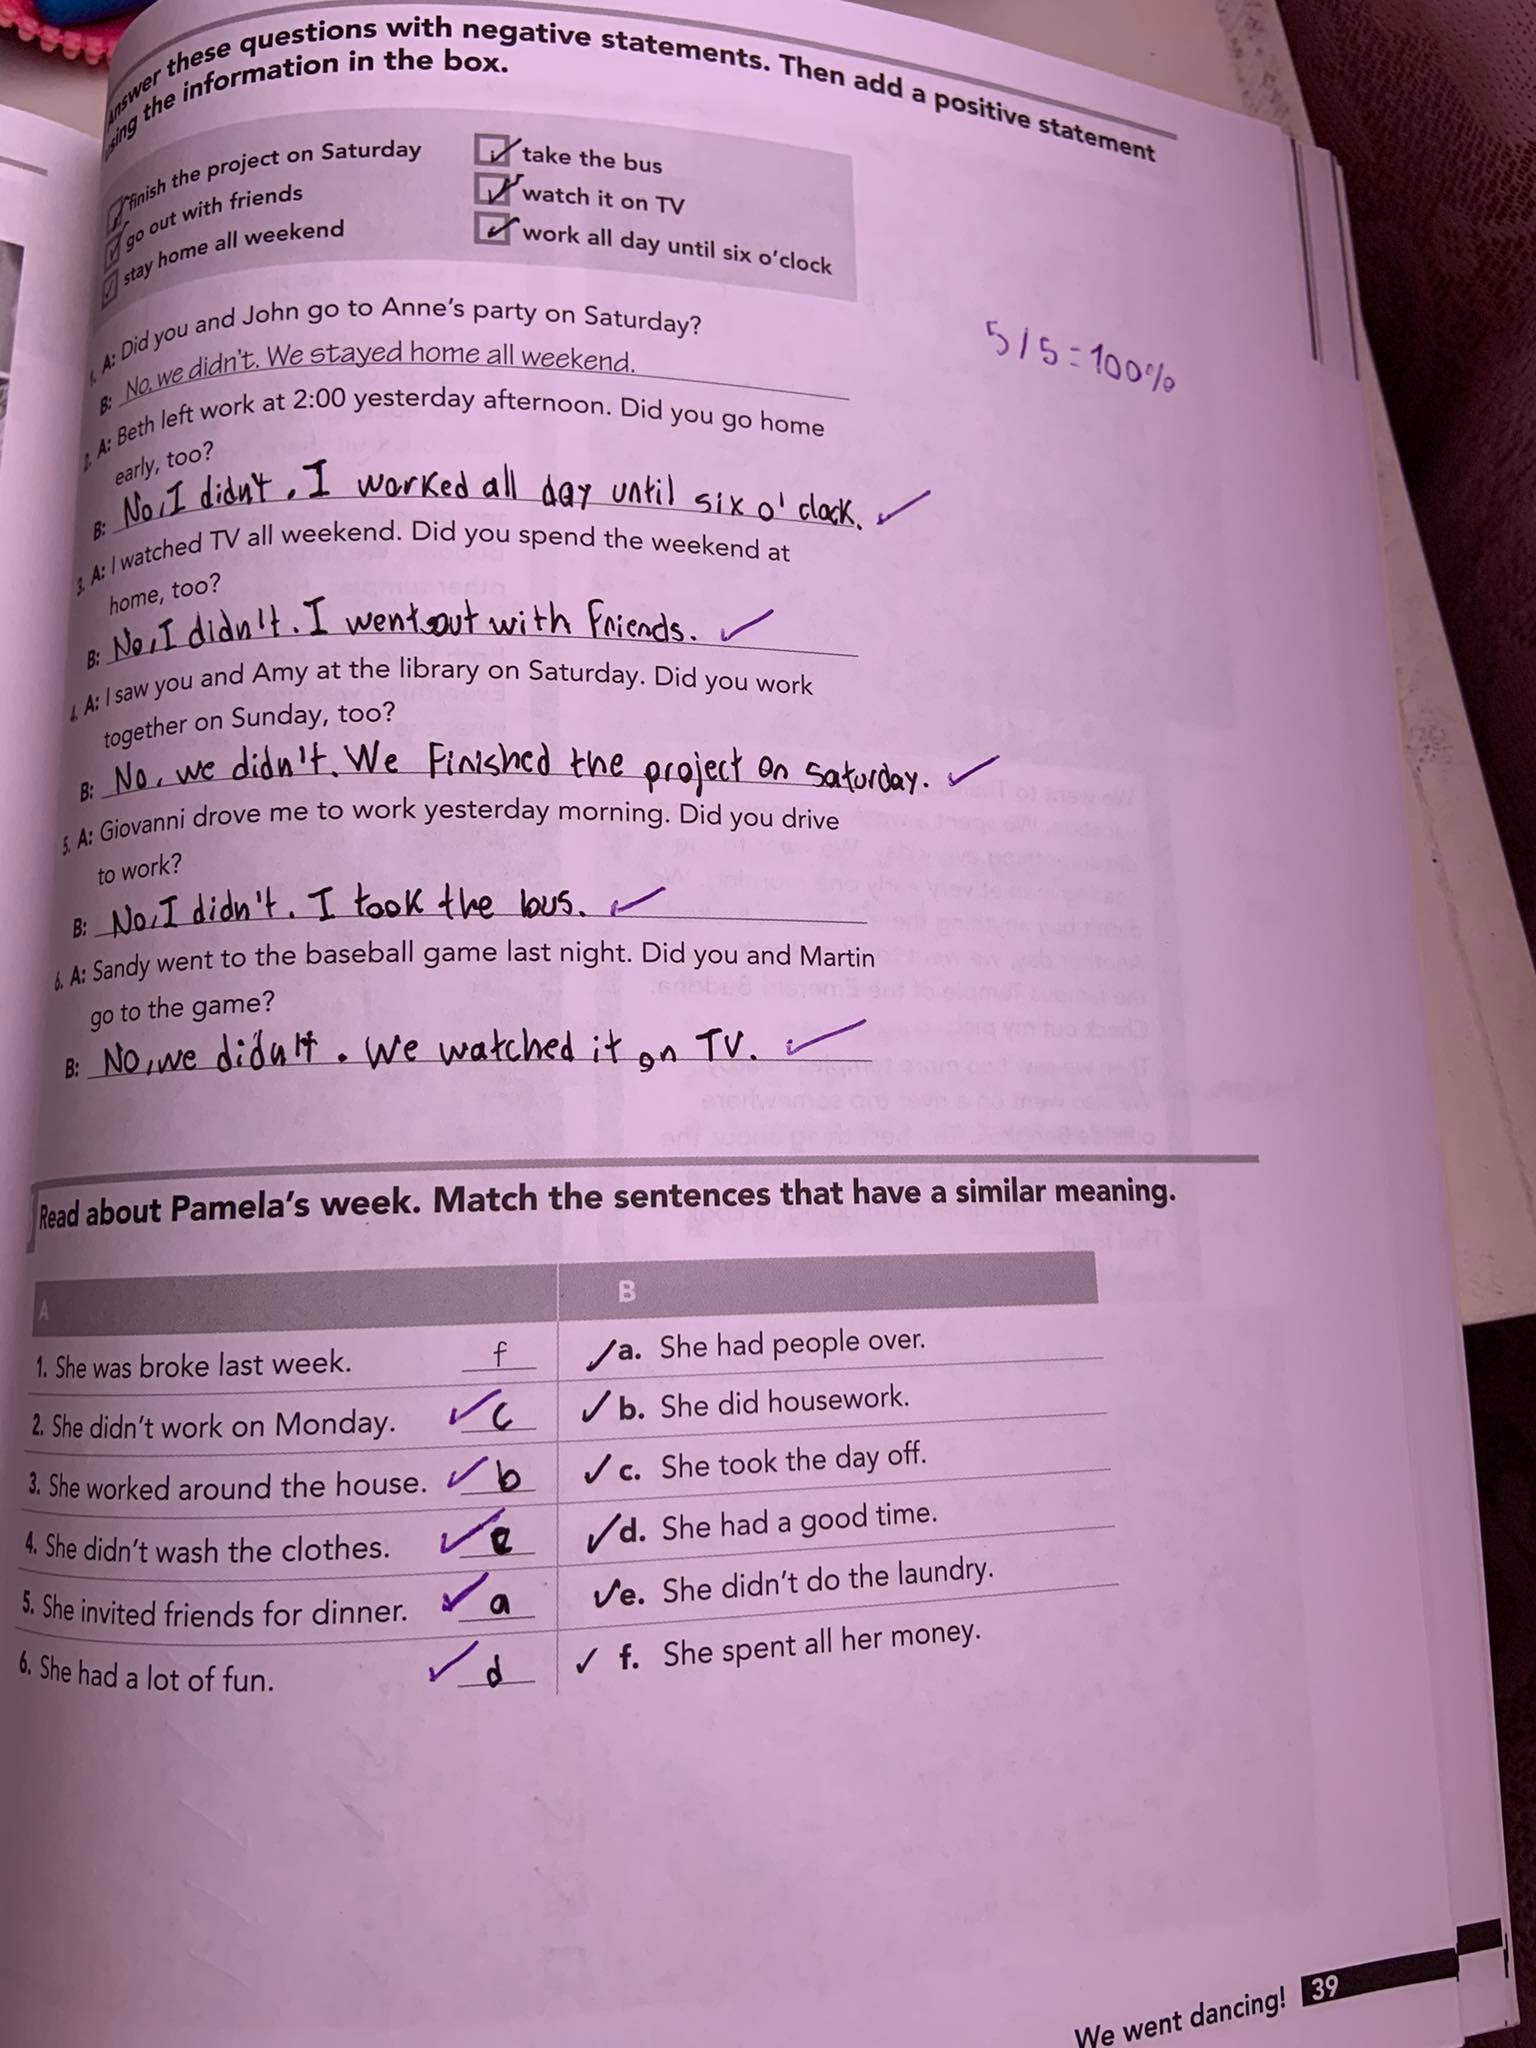 Answer these questions with negative statements. Then add a positive statement
using the information in the box.
finish the project on Saturday
go out with friends
stay home all weekend
take the bus
watch it on TV
work all day until six o'clock
1. A: Did you and John go to Anne's party on Saturday?
B: No, we didn't. We stayed home all weekend.
2. A: Beth left work at 2:00 yesterday afternoon. Did you go home
early, too?
B: No, I didn't. I worked all day until six o'clock.
3. A: I watched TV all weekend. Did you spend the weekend at
home, too?
B: No, I didn't. I went out with friends.
4. A: I saw you and Amy at the library on Saturday. Did you work
together on Sunday, too?
B: No, we didn't. We Finished the project on saturday.
5. A: Giovanni drove me to work yesterday morning. Did you drive
to work?
B: No, I didn't. I took the bus.
6. A: Sandy went to the baseball game last night. Did you and Martin
go to the game?
B: No, we didn't. We watched it on TV.
5/5=100%
Read about Pamela's week. Match the sentences that have a similar meaning.
A B
1. She was broke last week. f a. She had people over.
2. She didn't work on Monday. c b. She did housework.
3. She worked around the house. b c. She took the day off.
4. She didn't wash the clothes. e d. She had a good time.
5. She invited friends for dinner. a e. She didn't do the laundry.
6. She had a lot of fun. d f. She spent all her money.
We went dancing! 39